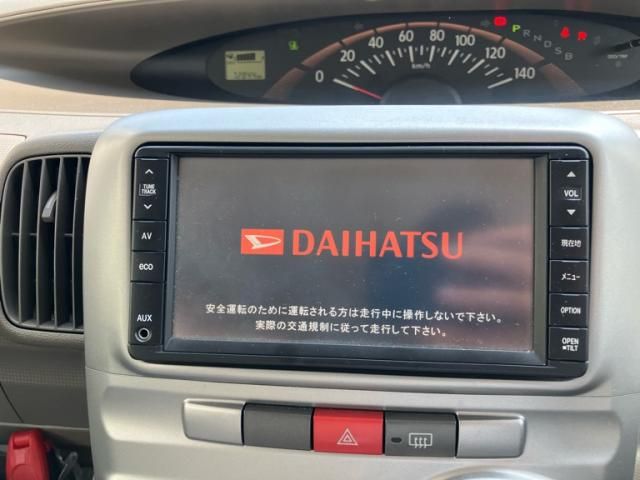 P R N D S B
0 20 40 60 80 100 120 140
km/h
TUNE
TRACK
AV
eco
AUX
DAIHATSU
安全運転のために運転される方は走行中に操作しないで下さい。
実際の交通規制に従って走行して下さい。
VOL
現在地
メニュー
OPTION
OPEN
TILT